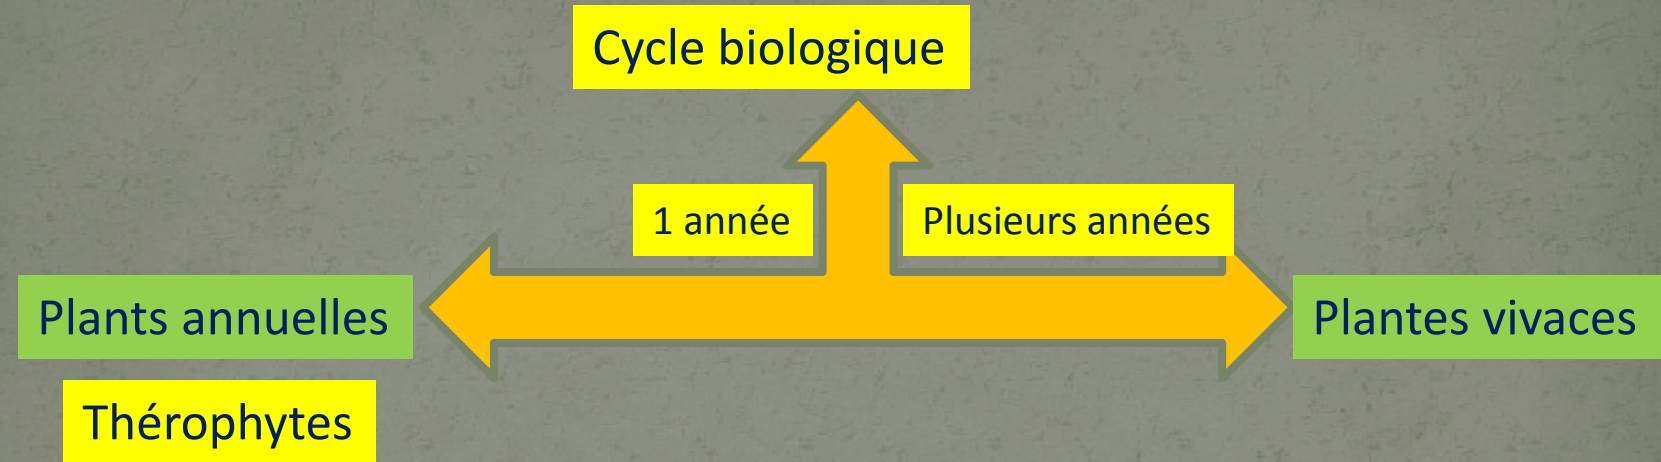 Cycle biologique
1 année
Plusieurs années
Plants annuelles
Plantes vivaces
Thérophytes